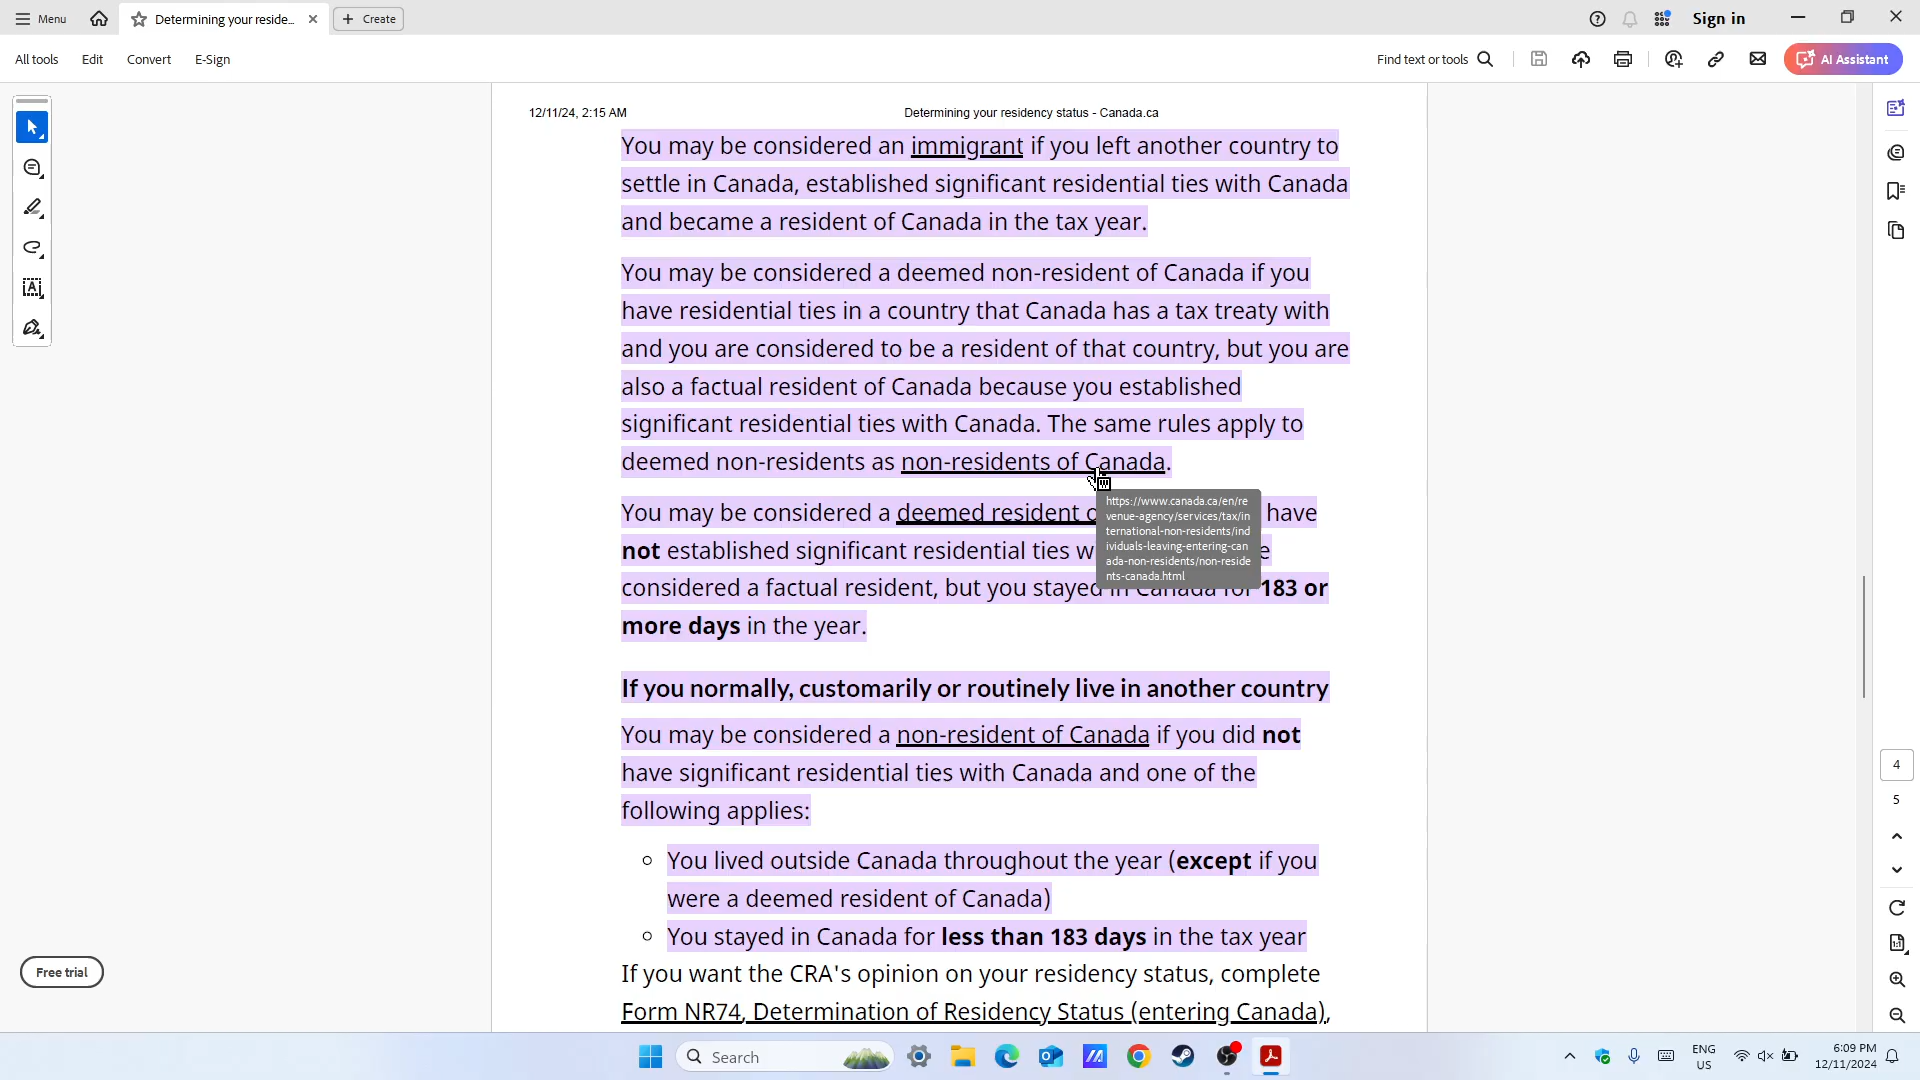 Menu
Determining your reside...
Create
Sign in
All tools
Edit
Convert
E-Sign
Find text or tools
AI Assistant
12/11/24, 2:15 AM
Determining your residency status - Canada.ca
You may be considered an immigrant if you left another country to
settle in Canada, established significant residential ties with Canada
and became a resident of Canada in the tax year.
You may be considered a deemed non-resident of Canada if you
have residential ties in a country that Canada has a tax treaty with
and you are considered to be a resident of that country, but you are
also a factual resident of Canada because you established
significant residential ties with Canada. The same rules apply to
deemed non-residents as non-residents of Canada.
You may be considered a deemed resident have
not established significant residential ties
considered a factual resident, but you stayed in Canada for 183 or
more days in the year.
https://www.canada.ca/en/re
venue-agency/services/tax/in
ternational-non-residents/ind
ividuals-leaving-entering-can
ada-non-residents/non-reside
nts-canada.html
If you normally, customarily or routinely live in another country
You may be considered a non-resident of Canada if you did not
have significant residential ties with Canada and one of the
following applies:
You lived outside Canada throughout the year (except if you
were a deemed resident of Canada)
You stayed in Canada for less than 183 days in the tax year
If you want the CRA's opinion on your residency status, complete
Form NR74, Determination of Residency Status (entering Canada),
4
5
Free trial
Search
ENG
US
6:09 PM
12/11/2024